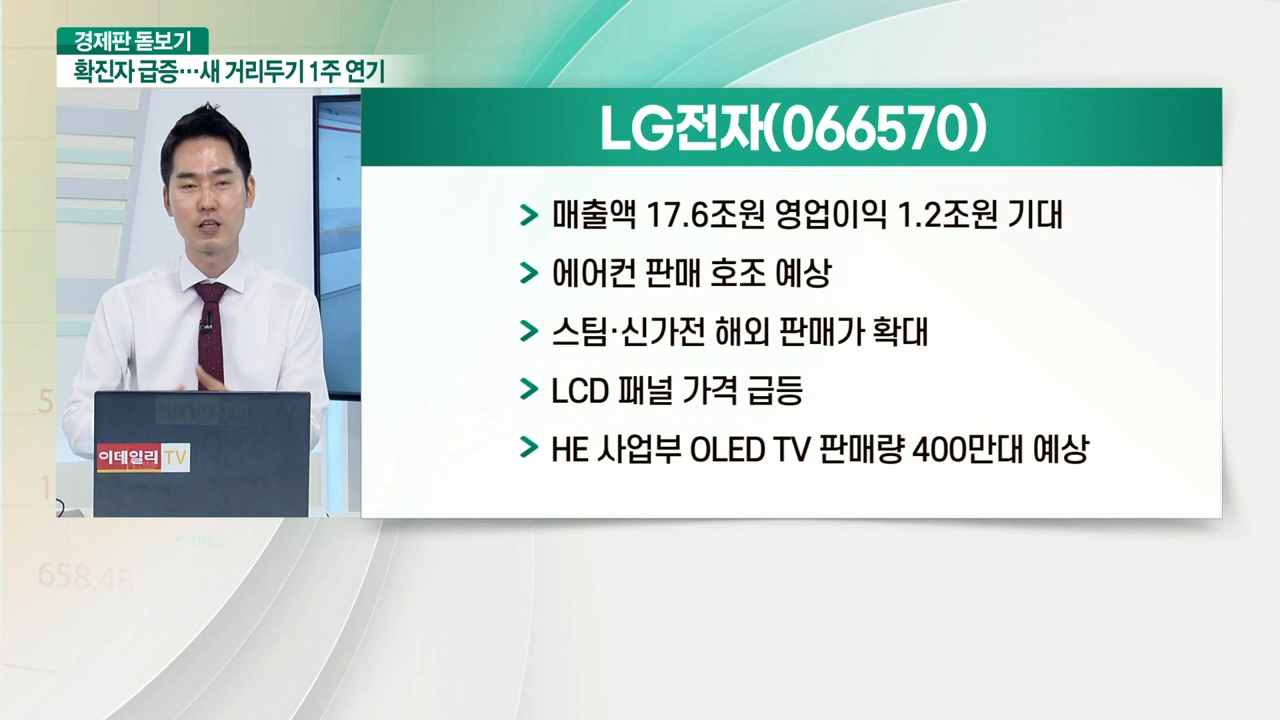 경제판 돋보기
확진자 급증…새 거리두기 1주 연기
LG전자(066570)
> 매출액 17.6조원 영업이익 1.2조원 기대
> 에어컨 판매 호조 예상
> 스팀·신가전 해외 판매가 확대
> LCD 패널 가격 급등
> HE 사업부 OLED TV 판매량 400만대 예상
이데일리 TV
658.48